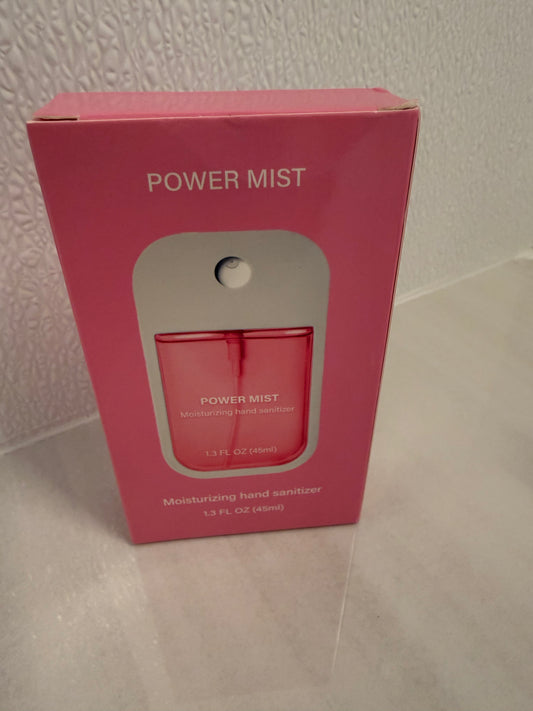 POWER MIST
POWER MIST
Moisturizing hand sanitizer
1.3 FL OZ (45ml)
Moisturizing hand sanitizer
1.3 FL OZ (45ml)